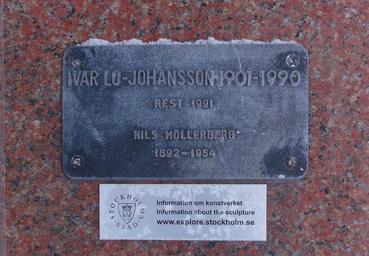 IVAR LO-JOHANSSON 1901-1990
REST 1991
NILS MÖLLERBERG
1892-1954
STOCKHOLMS STAD
Information om konstverket
Information about the sculpture
www.explore.stockholm.se